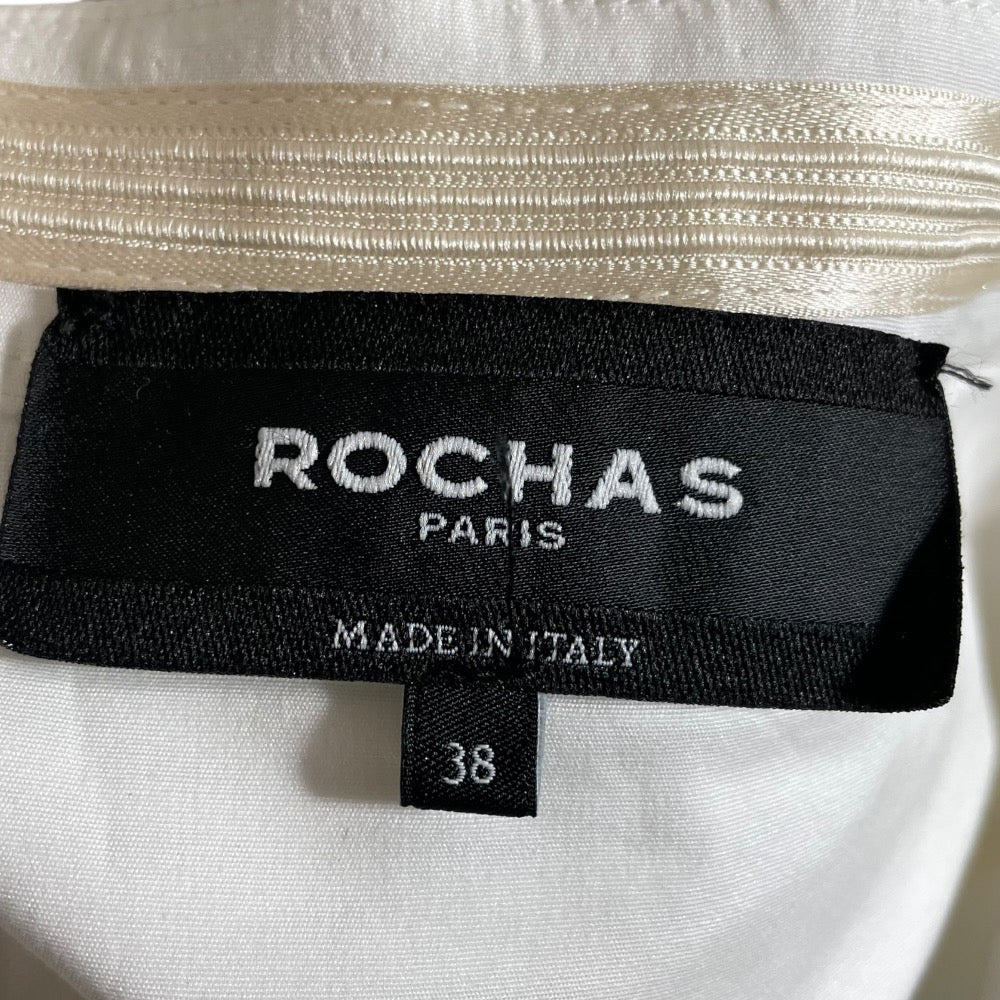 ROCHAS
PARIS
MADE IN ITALY
38